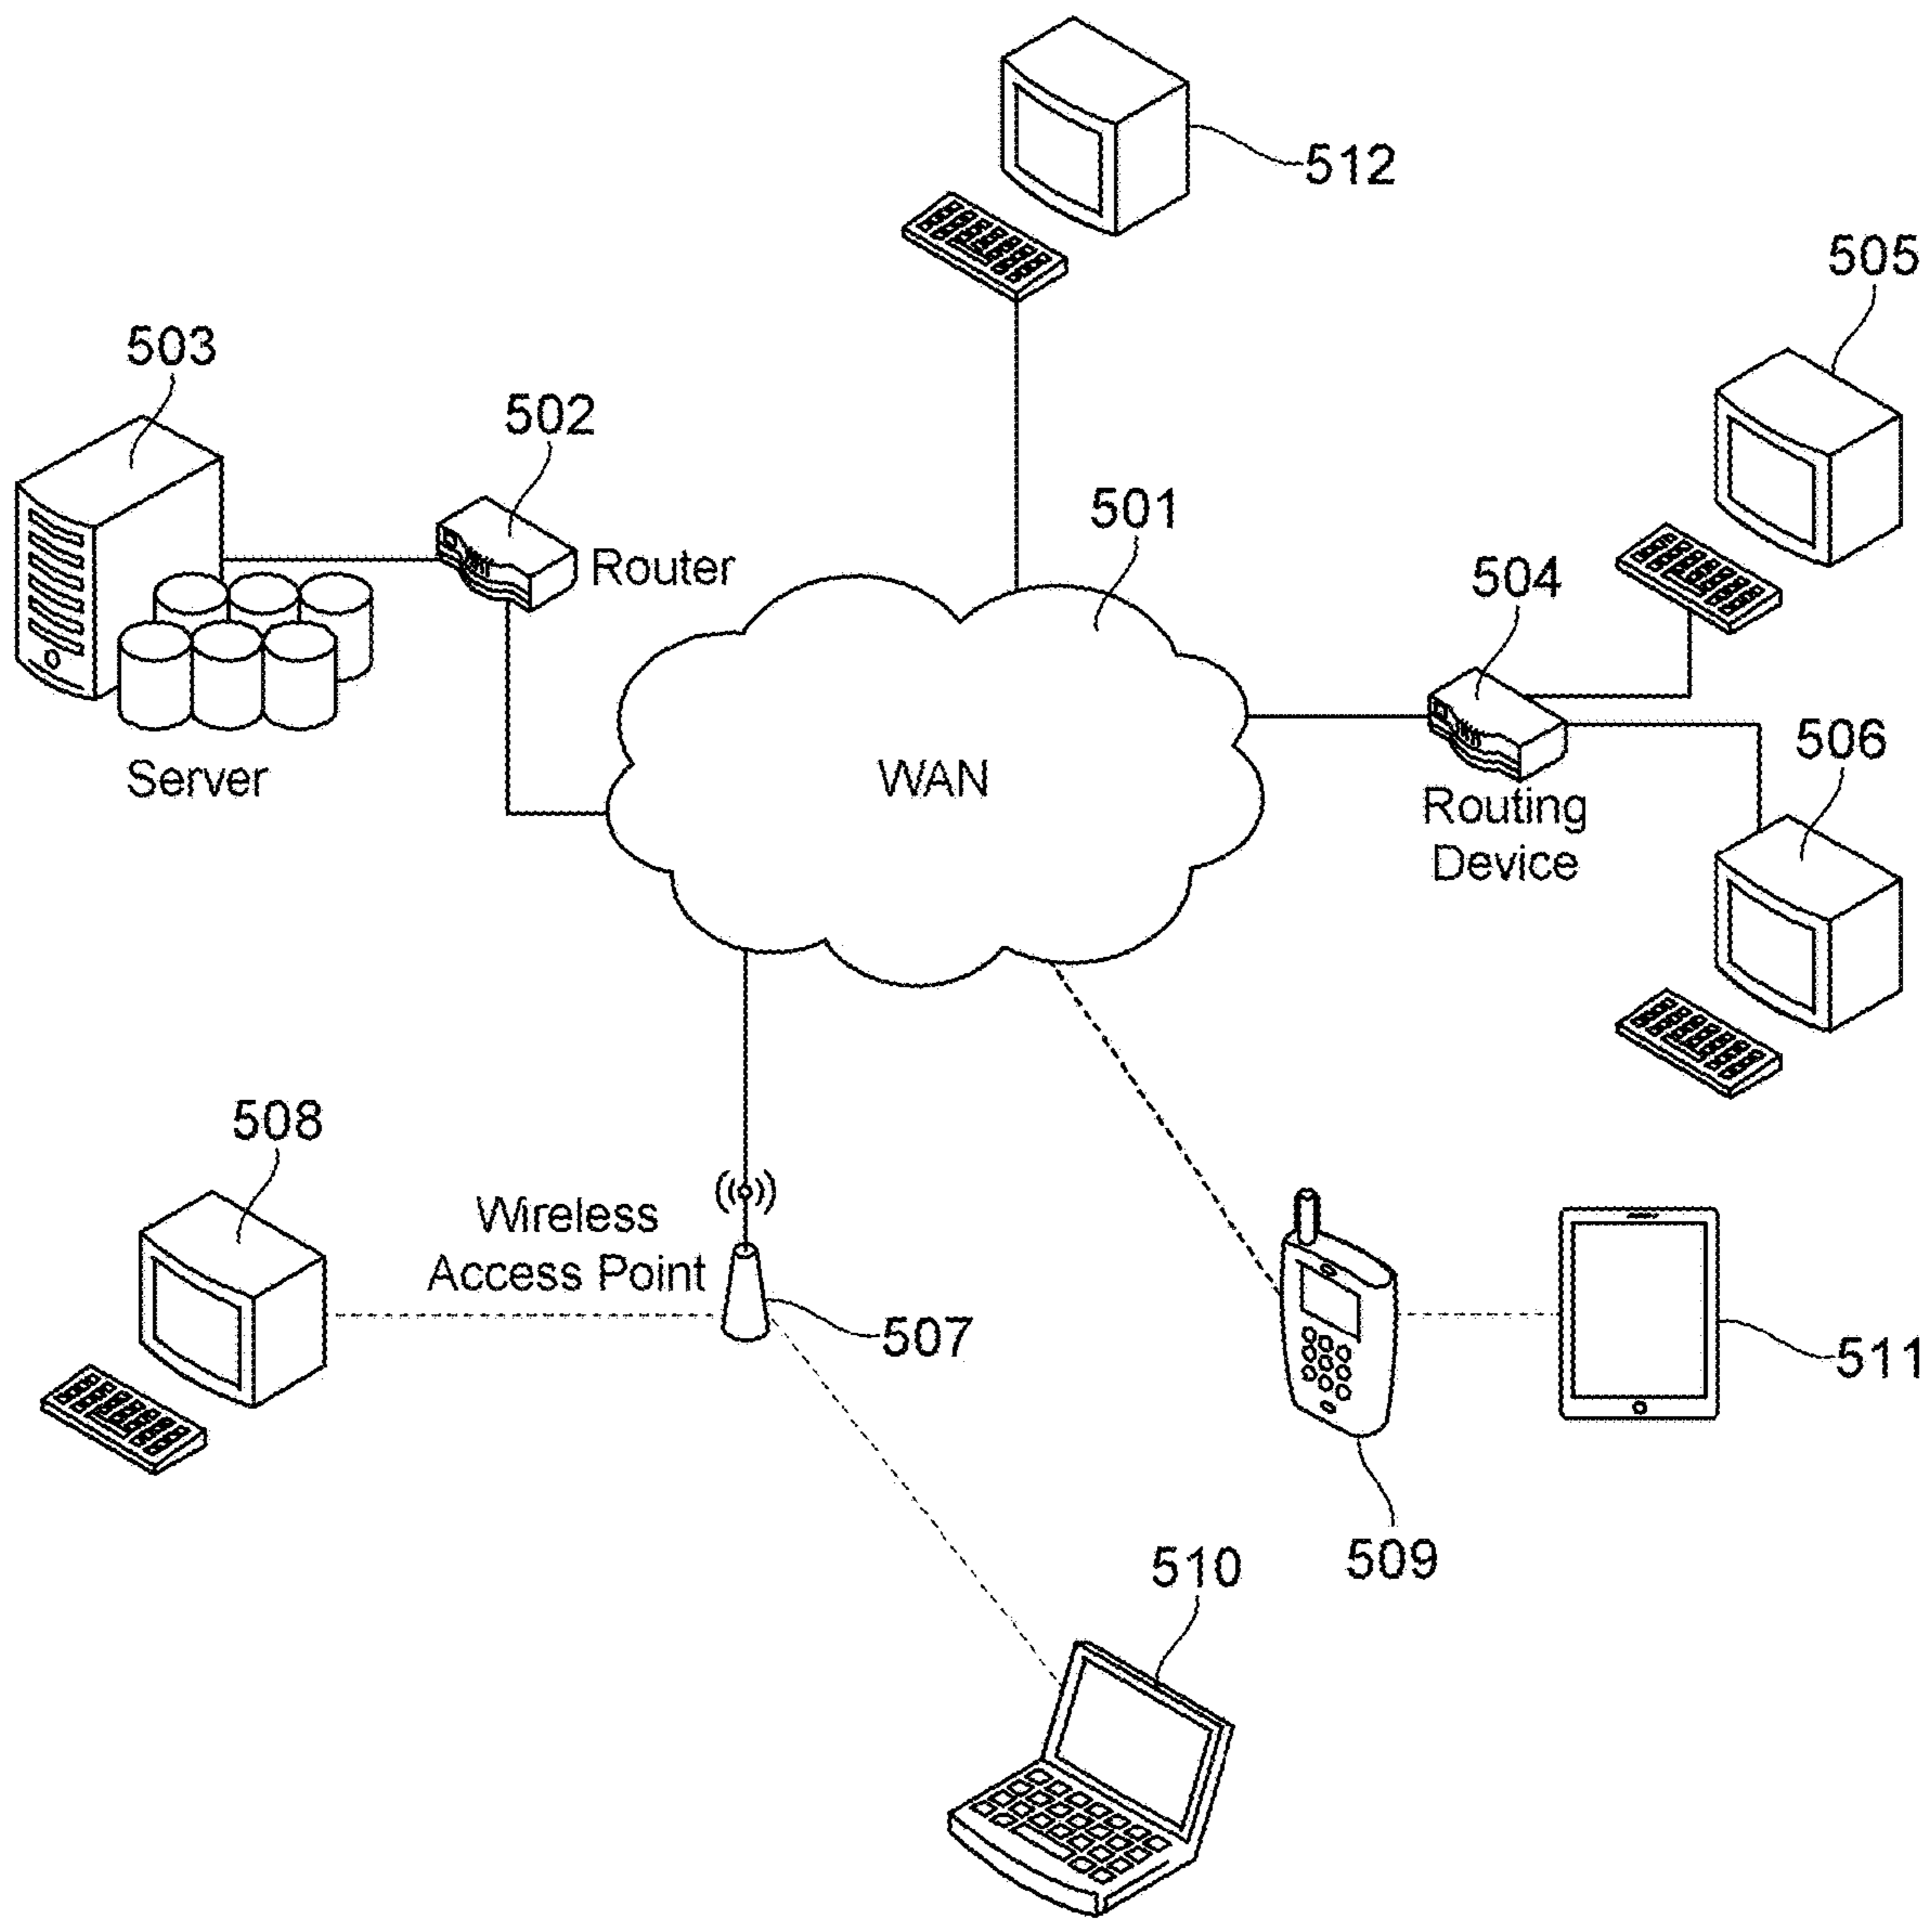 512
505
503
502
501
504
Router
506
WAN
Server
Routing
Device
508
Wireless
Access Point
507
511
509
510